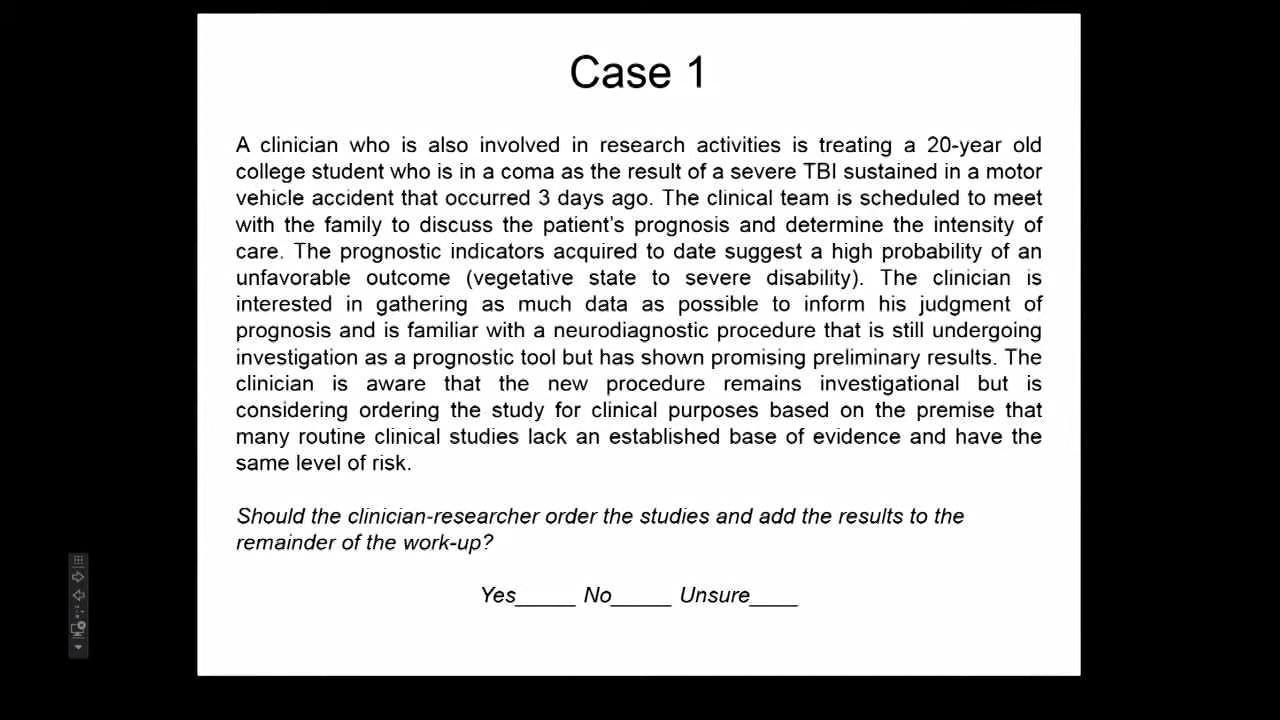 Case 1
A clinician who is also involved in research activities is treating a 20-year old
college student who is in a coma as the result of a severe TBI sustained in a motor
vehicle accident that occurred 3 days ago. The clinical team is scheduled to meet
with the family to discuss the patient's prognosis and determine the intensity of
care. The prognostic indicators acquired to date suggest a high probability of an
unfavorable outcome (vegetative state to severe disability). The clinician is
interested in gathering as much data as possible to inform his judgment of
prognosis and is familiar with a neurodiagnostic procedure that is still undergoing
investigation as a prognostic tool but has shown promising preliminary results. The
clinician is aware that the new procedure remains investigational but is
considering ordering the study for clinical purposes based on the premise that
many routine clinical studies lack an established base of evidence and have the
same level of risk.
Should the clinician-researcher order the studies and add the results to the
remainder of the work-up?
Yes_____ No_____ Unsure____